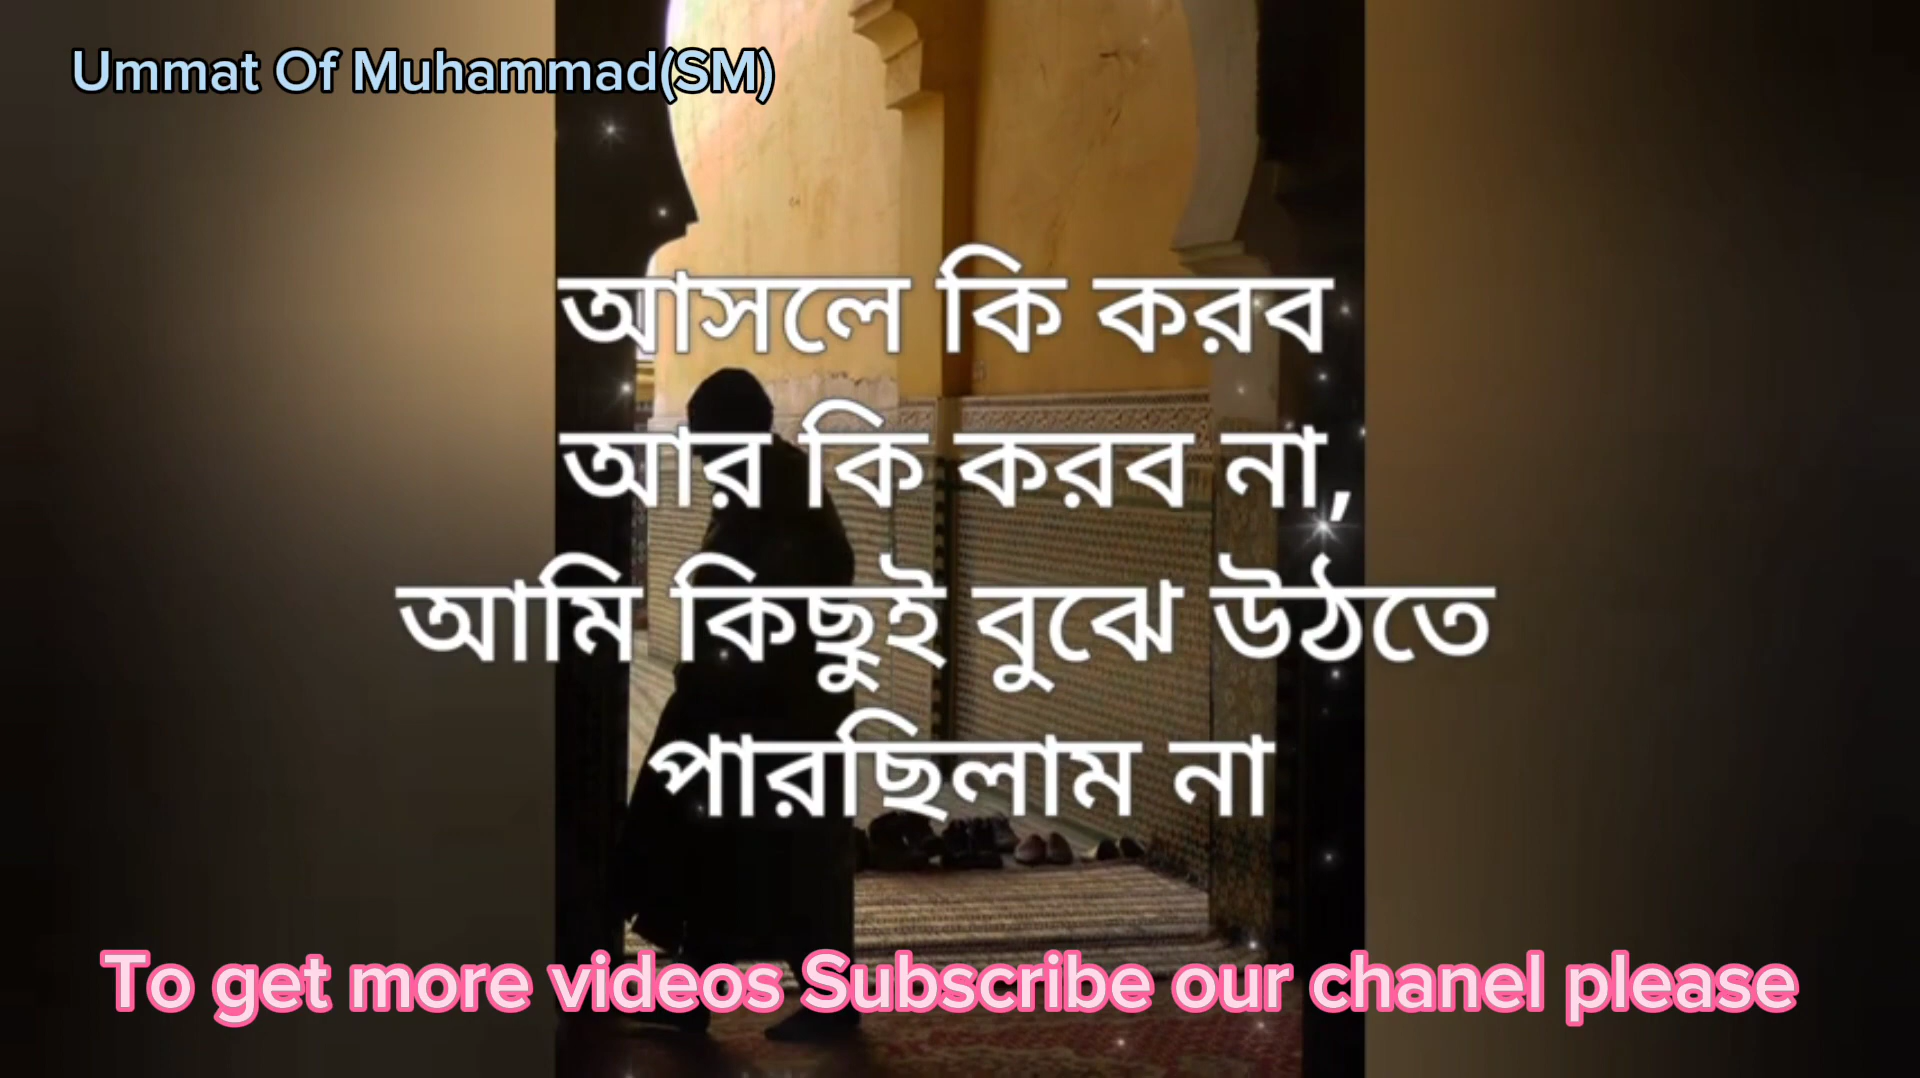 Ummat Of Muhammad(SM)
আসলে কি করব
আর কি করব না,
আমি কিছুই বুঝে উঠতে
পারছিলাম না
To get more videos Subscribe our chanel please